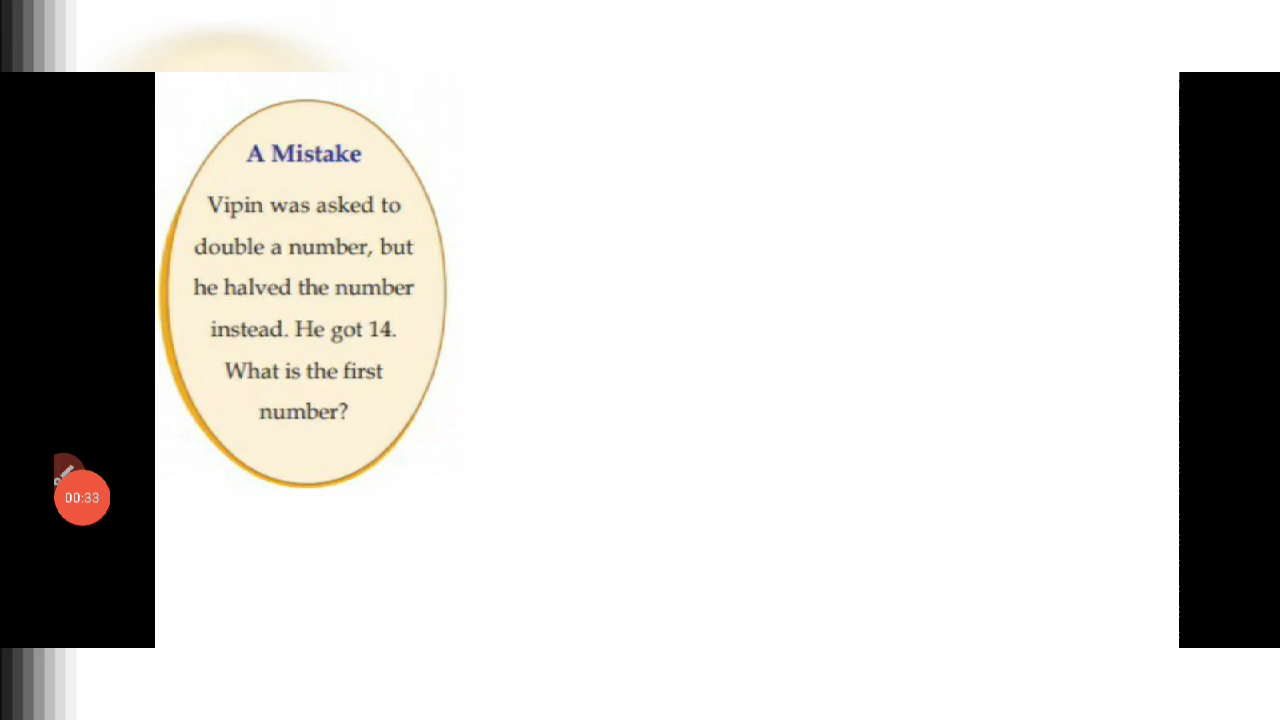 A Mistake
Vipin was asked to
double a number, but
he halved the number
instead. He got 14.
What is the first
number?
00:33